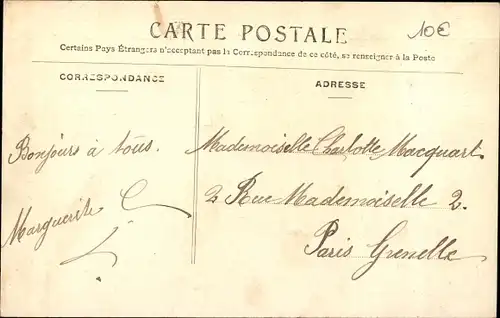 CARTE POSTALE
10€
Certains Pays Étrangers n'acceptant pas la Correspondance de ce côté, se renseigner à la Poste
CORRESPONDANCE
ADRESSE
Bonjours à tous.
Marguerite
Mademoiselle Charlotte Macquart
2 Rue Mademoiselle 2.
Paris Grenelle